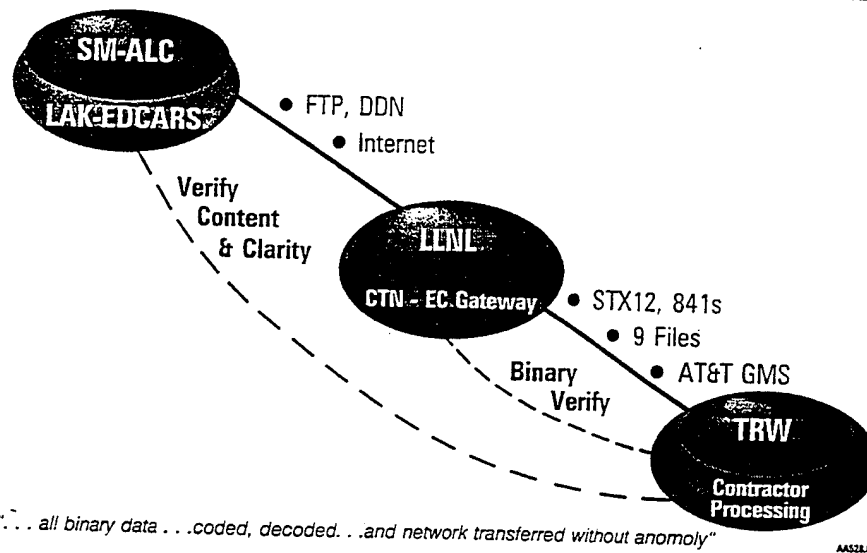 SM-ALC
LAK-EDCARS
• FTP, DDN
• Internet
Verify
Content
& Clarity
LLNL
CTN - EC Gateway
• STX12, 841s
• 9 Files
• AT&T GMS
Binary
Verify
TRW
Contractor
Processing
". . . all binary data . . .coded, decoded. . .and network transferred without anomoly"